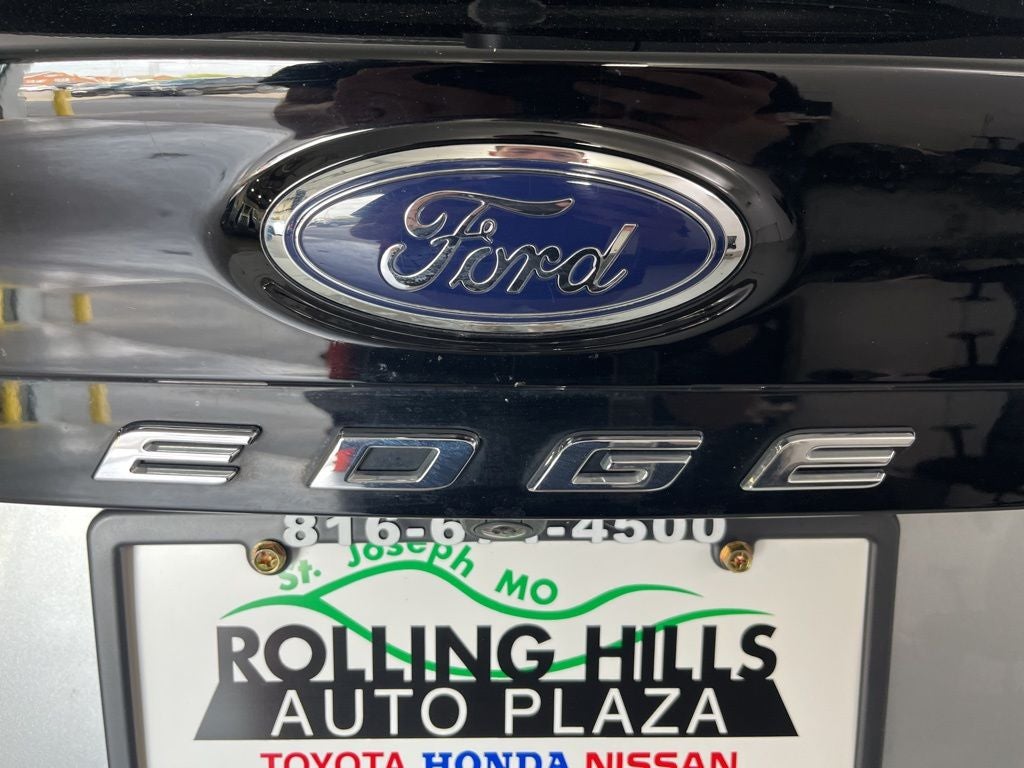 Ford
EDGE
St. Joseph MO
ROLLING HILLS
AUTO PLAZA
TOYOTA HONDA NISSAN